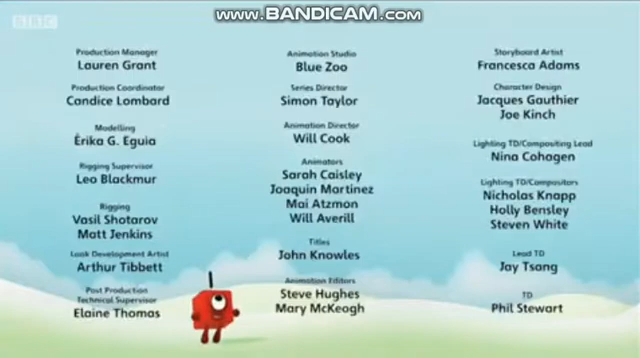 BBC
www.BANDICAM.com
Production Manager
Lauren Grant
Production Coordinator
Candice Lombard
Modelling
Èrika G. Eguia
Rigging Supervisor
Leo Blackmur
Rigging
Vasil Shotarov
Matt Jenkins
Look Development Artist
Arthur Tibbett
Post Production
Technical Supervisor
Elaine Thomas
Animation Studio
Blue Zoo
Series Director
Simon Taylor
Animation Director
Will Cook
Animators
Sarah Caisley
Joaquin Martinez
Mai Atzmon
Will Averill
Titles
John Knowles
Animation Editors
Steve Hughes
Mary McKeogh
Storyboard Artist
Francesca Adams
Character Design
Jacques Gauthier
Joe Kinch
Lighting TD/Compositing Lead
Nina Cohagen
Lighting TD/Compositors
Nicholas Knapp
Holly Bensley
Steven White
Lead TD
Jay Tsang
TD
Phil Stewart